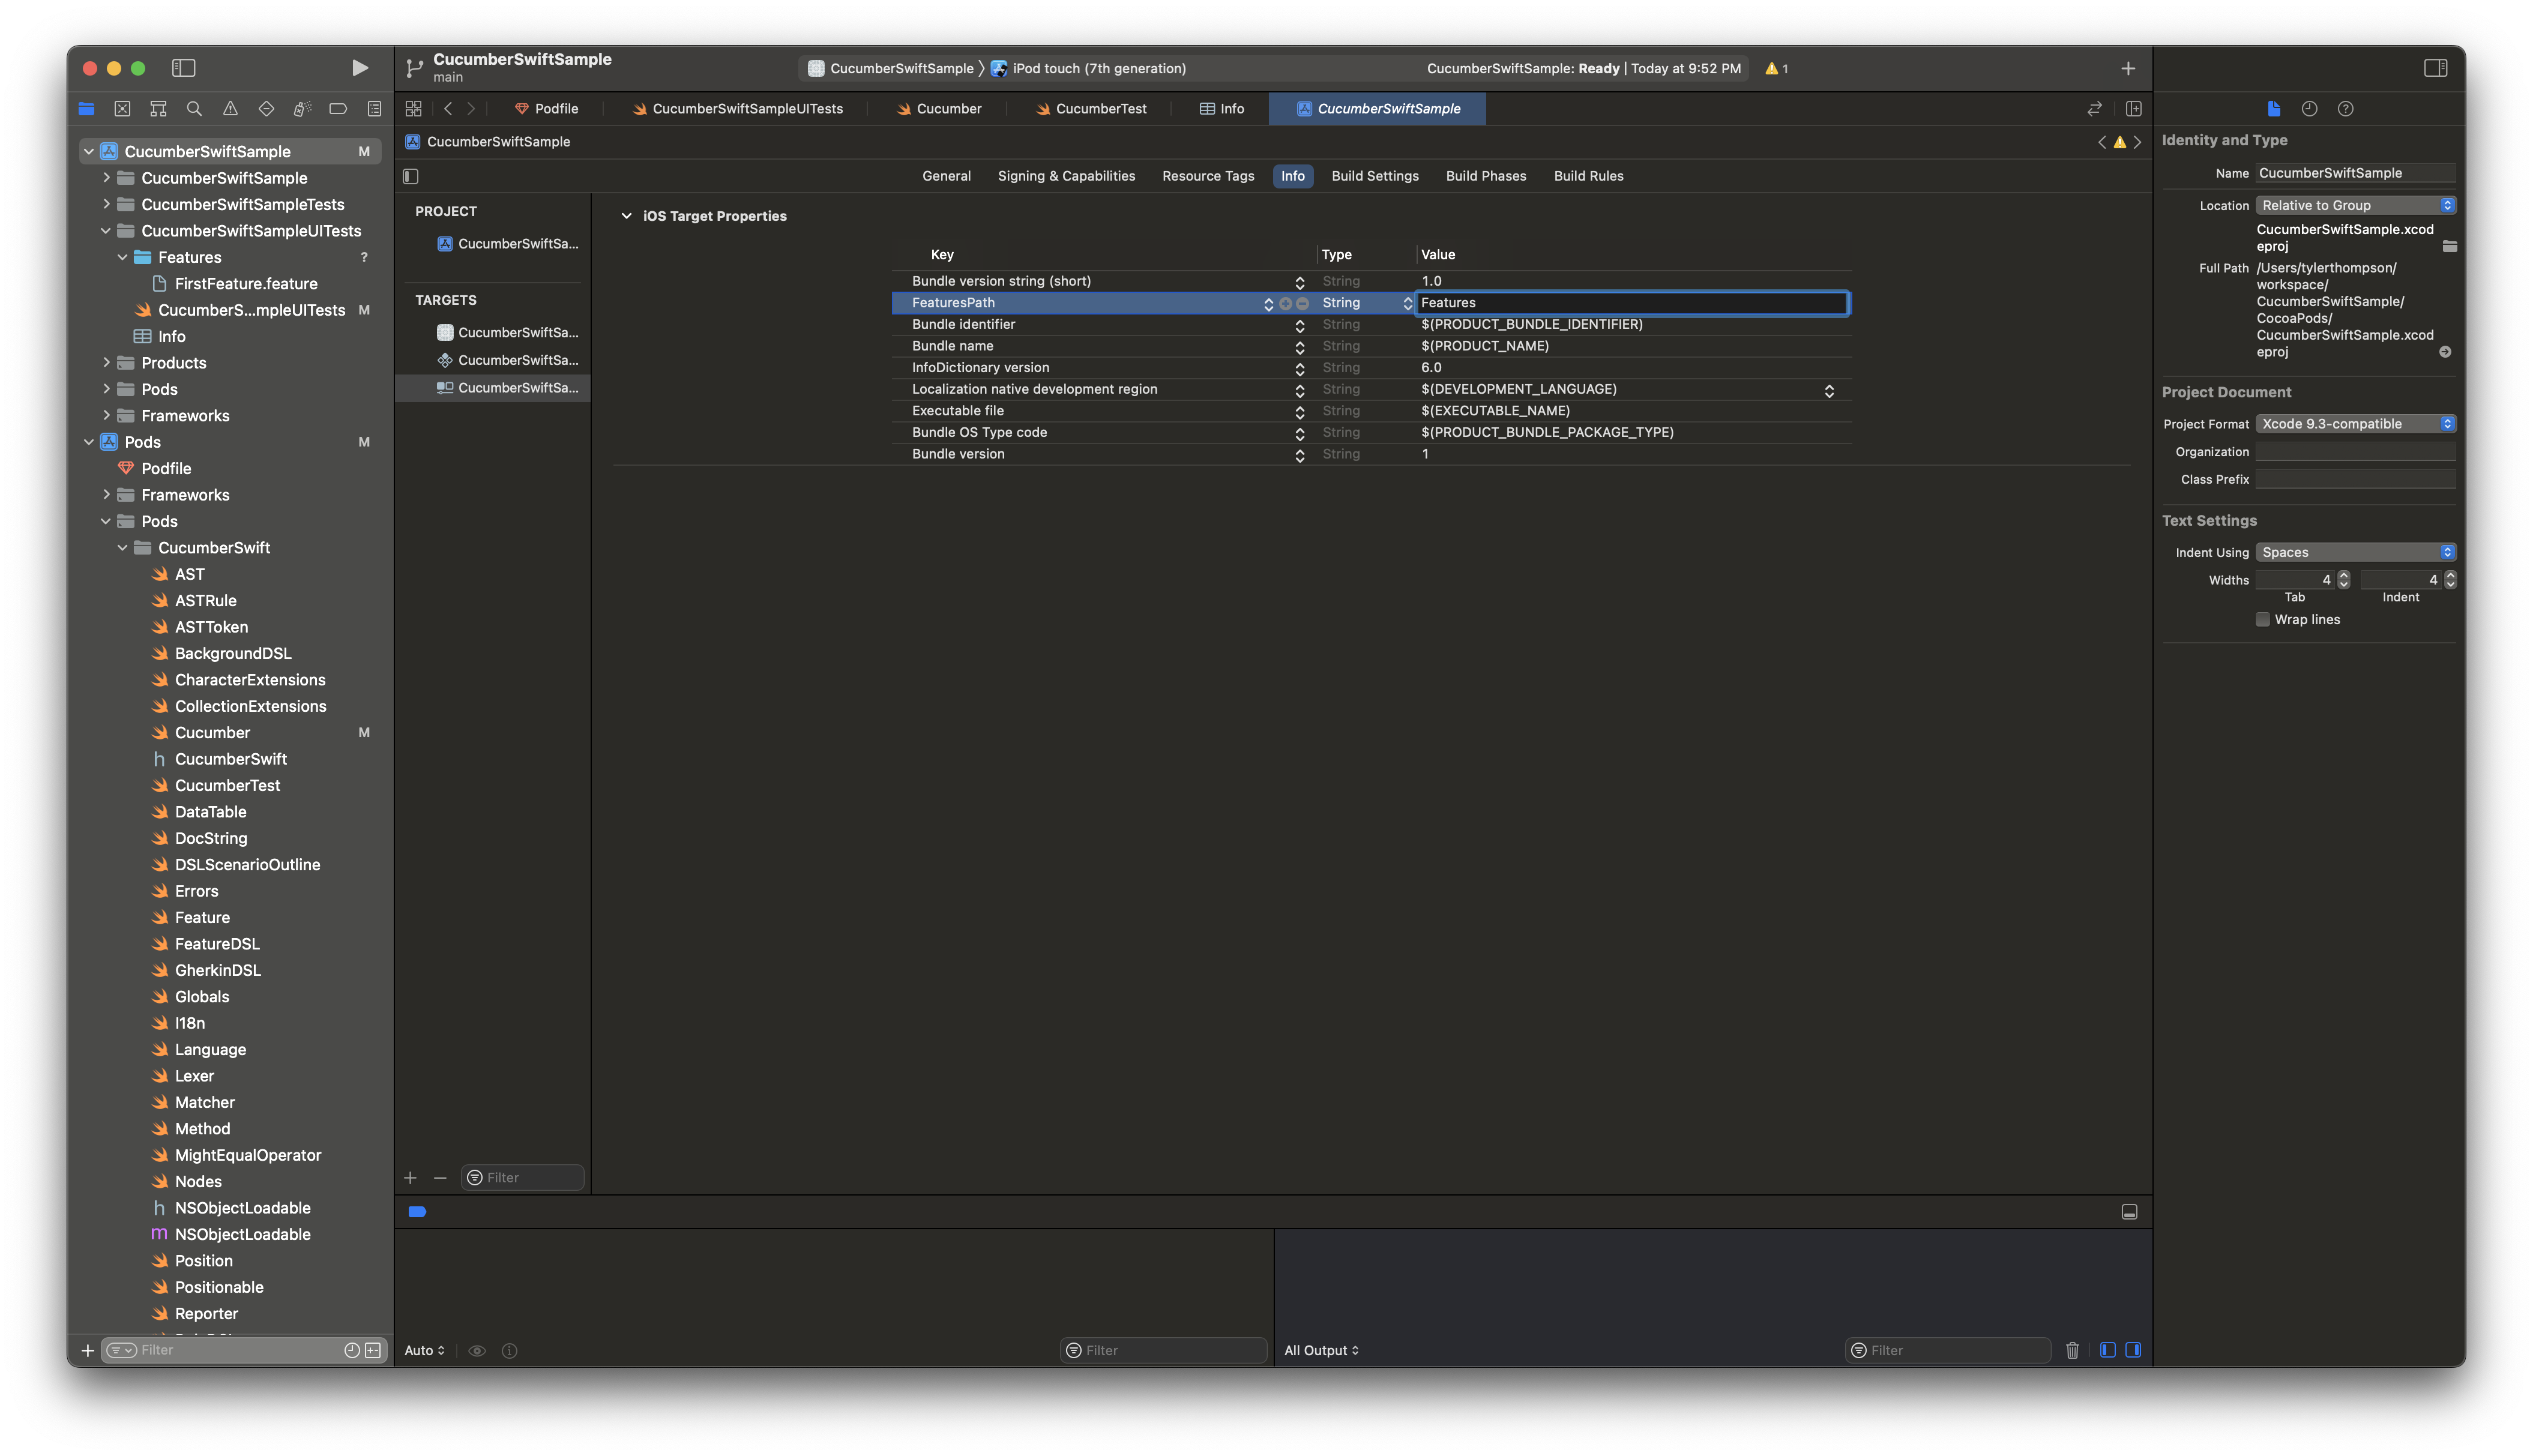 CucumberSwiftSample
main
CucumberSwiftSample
iPod touch (7th generation)
CucumberSwiftSample: Ready | Today at 9:52 PM
1
Podfile
CucumberSwiftSampleUITests
Cucumber
CucumberTest
Info
CucumberSwiftSample
CucumberSwiftSample M
CucumberSwiftSample
CucumberSwiftSampleTests
CucumberSwiftSampleUITests
Features ?
FirstFeature.feature
CucumberS...mpleUITests M
Info
Products
Pods
Frameworks
Pods M
Podfile
Frameworks
Pods
CucumberSwift
AST
ASTRule
ASTToken
BackgroundDSL
CharacterExtensions
CollectionExtensions
Cucumber M
h CucumberSwift
CucumberTest
DataTable
DocString
DSLScenarioOutline
Errors
Feature
FeatureDSL
GherkinDSL
Globals
I18n
Language
Lexer
Matcher
Method
MightEqualOperator
Nodes
h NSObjectLoadable
m NSObjectLoadable
Position
Positionable
Reporter
Filter
CucumberSwiftSample
General
Signing & Capabilities
Resource Tags
Info
Build Settings
Build Phases
Build Rules
PROJECT
CucumberSwiftSa...
TARGETS
CucumberSwiftSa...
CucumberSwiftSa...
CucumberSwiftSa...
Filter
iOS Target Properties
Key Type Value
Bundle version string (short) String 1.0
FeaturesPath String Features
Bundle identifier String $(PRODUCT_BUNDLE_IDENTIFIER)
Bundle name String $(PRODUCT_NAME)
InfoDictionary version String 6.0
Localization native development region String $(DEVELOPMENT_LANGUAGE)
Executable file String $(EXECUTABLE_NAME)
Bundle OS Type code String $(PRODUCT_BUNDLE_PACKAGE_TYPE)
Bundle version String 1
Auto
Filter
All Output
Filter
Identity and Type
Name CucumberSwiftSample
Location Relative to Group
CucumberSwiftSample.xcod
eproj
Full Path /Users/tylerthompson/
workspace/
CucumberSwiftSample/
CocoaPods/
CucumberSwiftSample.xcod
eproj
Project Document
Project Format Xcode 9.3-compatible
Organization
Class Prefix
Text Settings
Indent Using Spaces
Widths 4 4
Tab Indent
Wrap lines